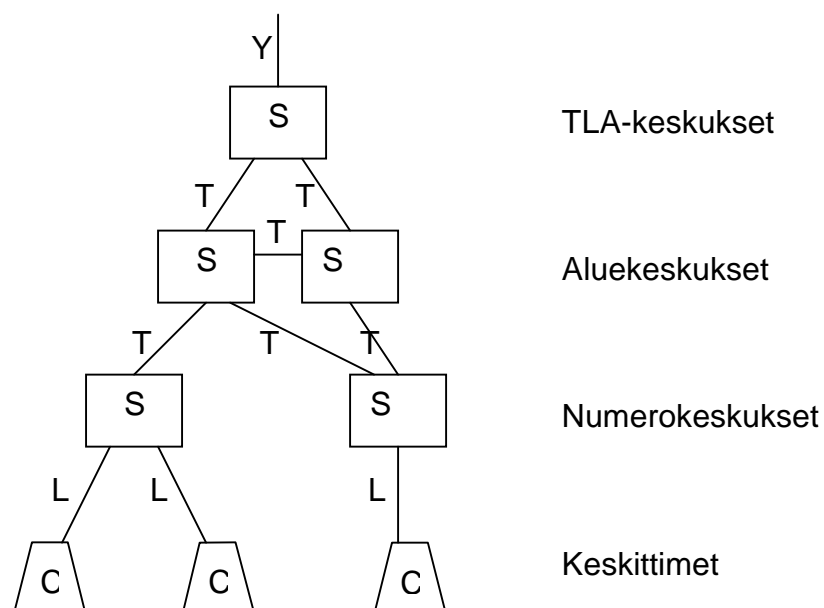 Y
S TLA-keskukset
T T
T
S S Aluekeskukset
T T T
S S Numerokeskukset
L L L
C C C Keskittimet